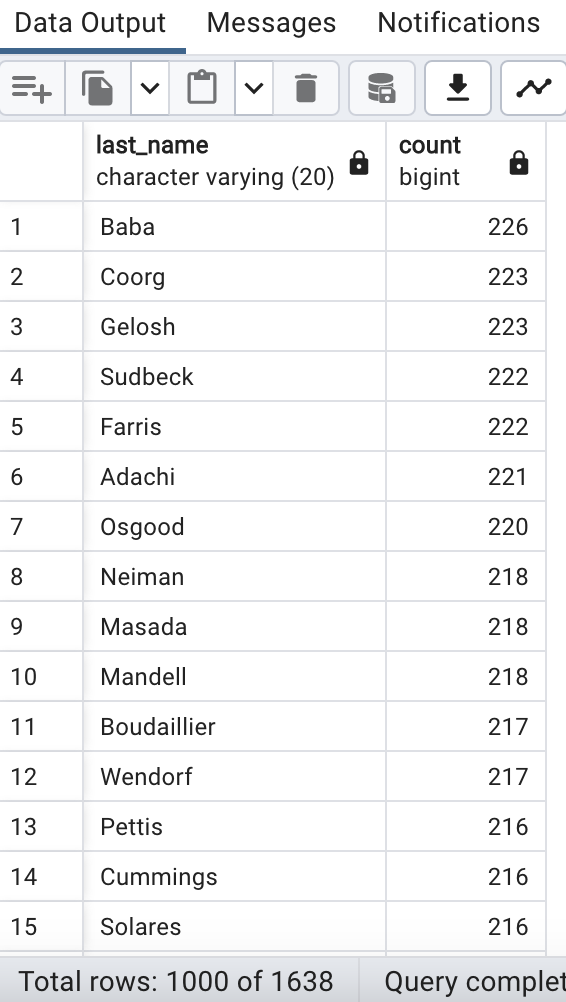 Data Output Messages Notifications
last_name count
character varying (20) bigint
1 Baba 226
2 Coorg 223
3 Gelosh 223
4 Sudbeck 222
5 Farris 222
6 Adachi 221
7 Osgood 220
8 Neiman 218
9 Masada 218
10 Mandell 218
11 Boudaillier 217
12 Wendorf 217
13 Pettis 216
14 Cummings 216
15 Solares 216
Total rows: 1000 of 1638 Query complet